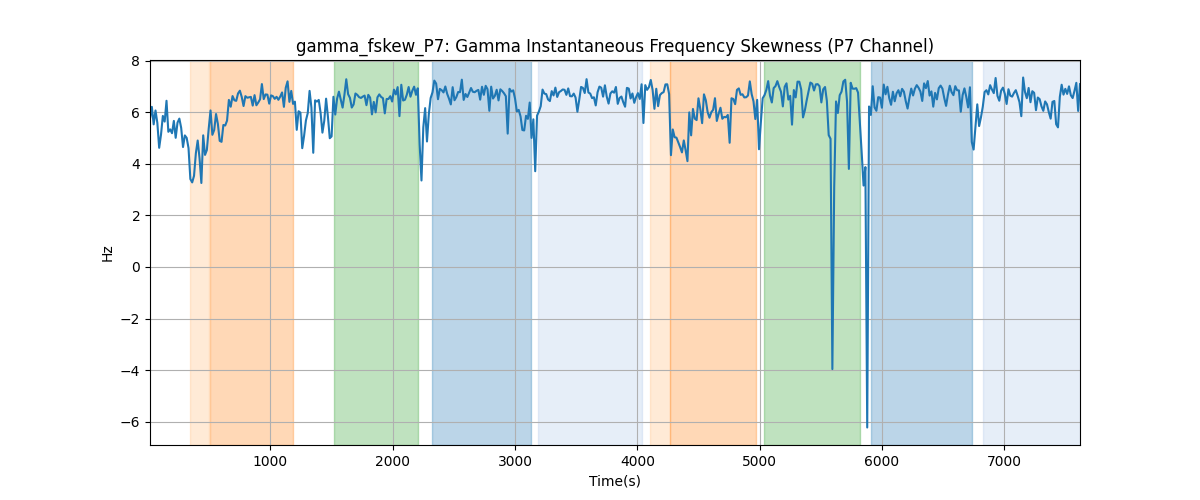 gamma_fskew_P7: Gamma Instantaneous Frequency Skewness (P7 Channel)
8
6
4
2
0
−2
−4
−6
Hz
1000 2000 3000 4000 5000 6000 7000
Time(s)